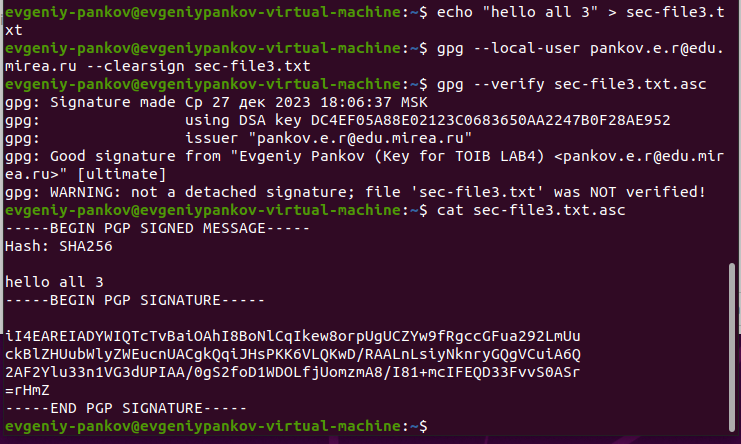 evgeniy-pankov@evgeniypankov-virtual-machine:~$ echo "hello all 3" > sec-file3.t
xt
evgeniy-pankov@evgeniypankov-virtual-machine:~$ gpg --local-user pankov.e.r@edu.
mirea.ru --clearsign sec-file3.txt
evgeniy-pankov@evgeniypankov-virtual-machine:~$ gpg --verify sec-file3.txt.asc
gpg: Signature made Ср 27 дек 2023 18:06:37 MSK
gpg:                using DSA key DC4EF05A88E02123C0683650AA2247B0F28AE952
gpg:                issuer "pankov.e.r@edu.mirea.ru"
gpg: Good signature from "Evgeniy Pankov (Key for TOIB LAB4) <pankov.e.r@edu.mir
ea.ru>" [ultimate]
gpg: WARNING: not a detached signature; file 'sec-file3.txt' was NOT verified!
evgeniy-pankov@evgeniypankov-virtual-machine:~$ cat sec-file3.txt.asc
-----BEGIN PGP SIGNED MESSAGE-----
Hash: SHA256

hello all 3
-----BEGIN PGP SIGNATURE-----

iI4EAREIADYWIQTcTvBaiOAhI8BoNlCqIkew8orpUgUCZYw9fRgccGFua292LmUu
ckBlZHUubWlyZWEucnUACgkQqiJHsPKK6VLQKwD/RAALnLsiyNknryGQgVCuiA6Q
2AF2Ylu33n1VG3dUPIAA/0gS2foD1WDOLfjUomzmA8/I81+mcIFEQD33FvvS0ASr
=rHmZ
-----END PGP SIGNATURE-----
evgeniy-pankov@evgeniypankov-virtual-machine:~$